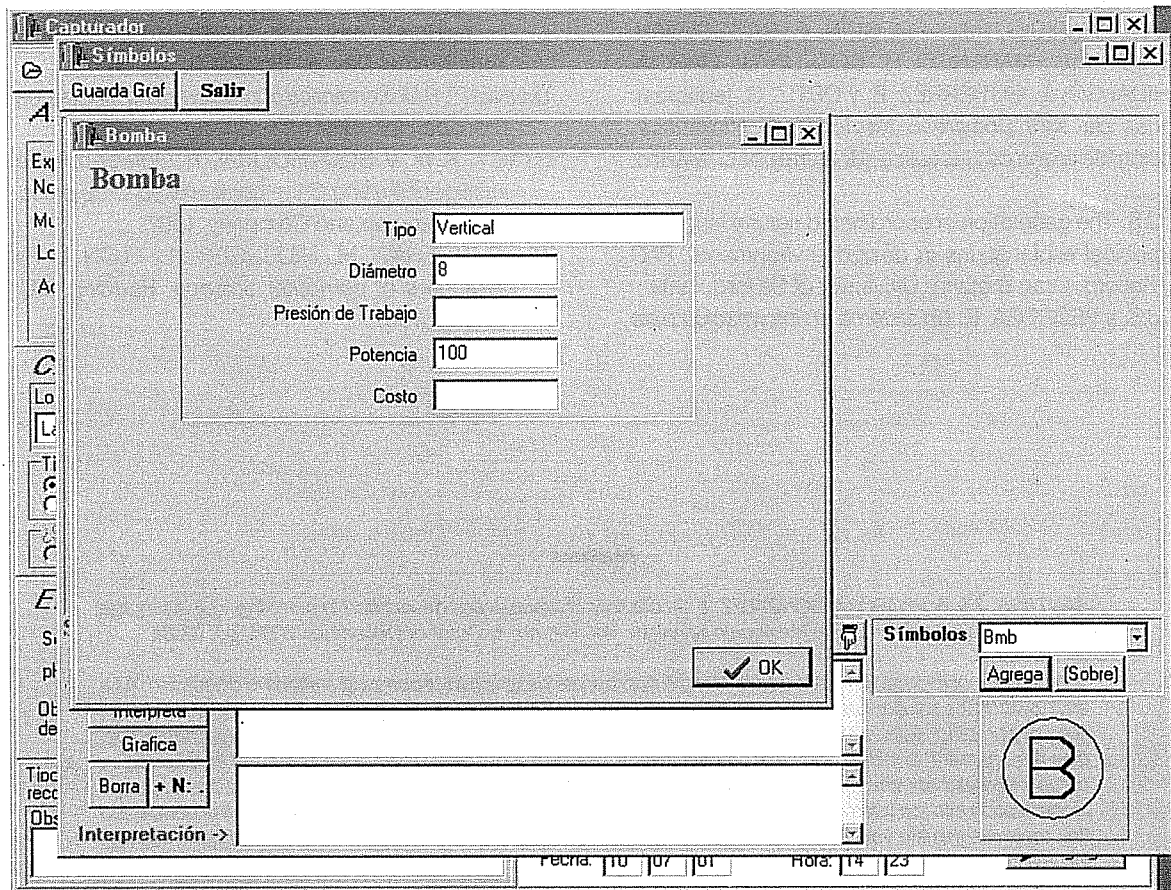 Capturador
Símbolos
Guarda Graf Salir
A.
Bomba
Bomba
Tipo Vertical
Diámetro 8
Presión de Trabajo
Potencia 100
Costo
OK
C.
E.
Símbolos Bmb
Agrega (Sobre)
Interpreta
Grafica
Borra + N: .
Interpretación ->
B
Fecha: 10 07 01 Hora: 14 23